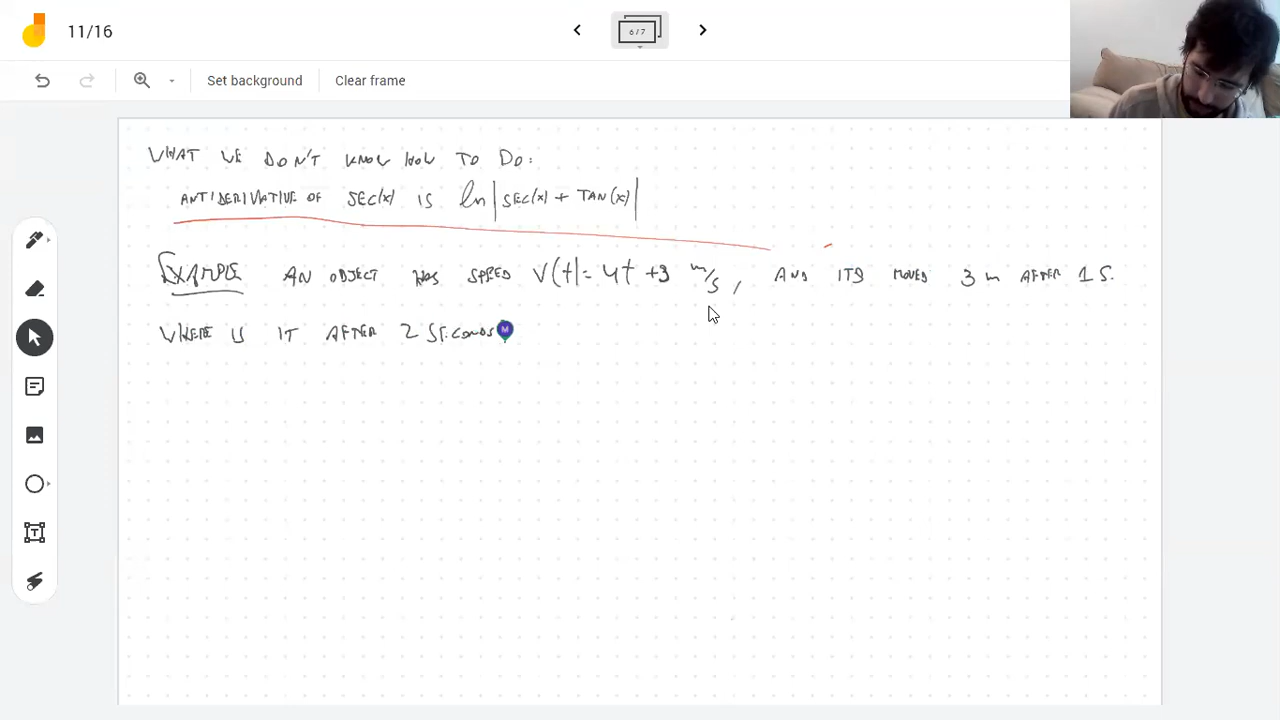 11/16
6 / 7
Set background
Clear frame
WHAT WE DON'T KNOW HOW TO DO:
ANTIDERIVATIVE OF SEC(X) IS ln|SEC(X) + TAN(X)|
EXAMPLE AN OBJECT HAS SPEED V(t)= 4t +3 m/s, AND ITS MOVED 3 m AFTER 1 S.
WHERE IS IT AFTER 2 SECONDS
M